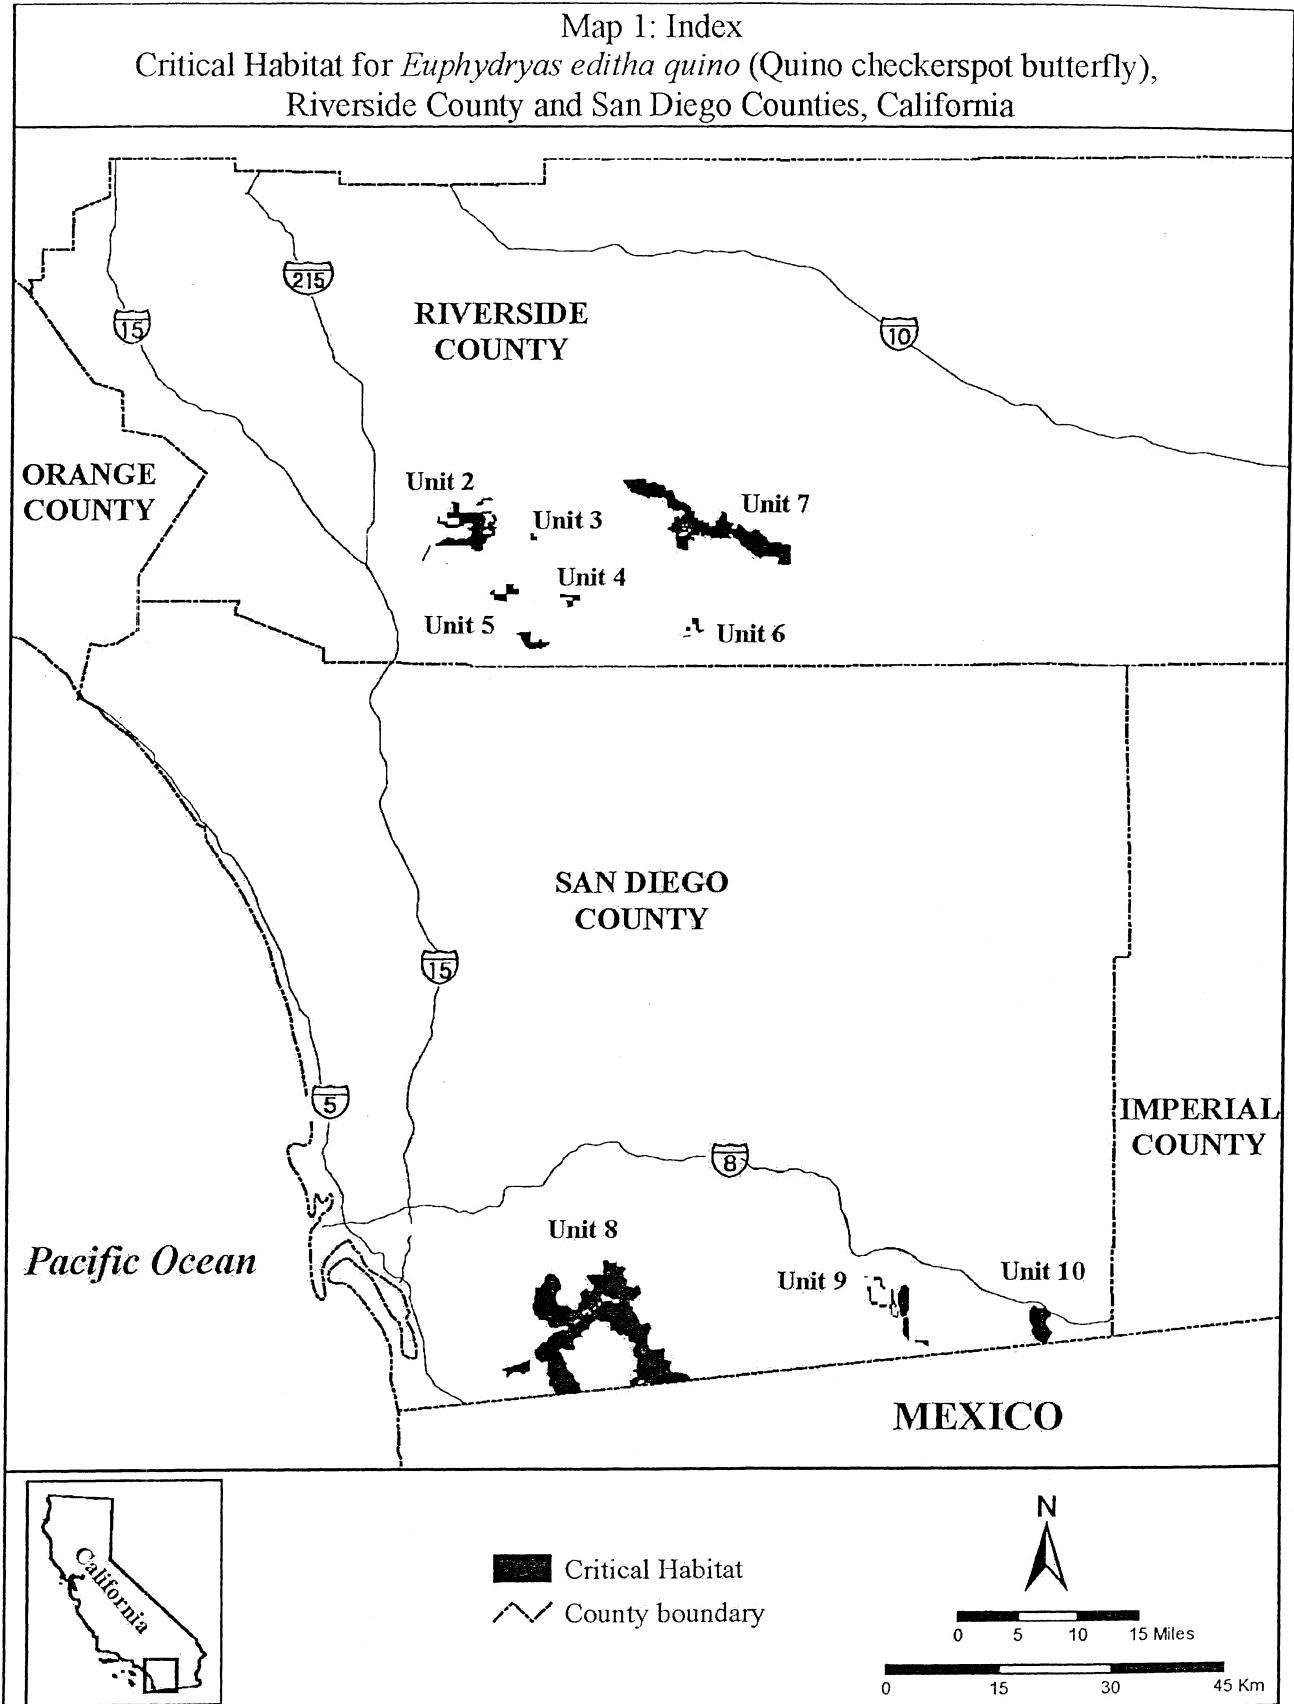 Map 1: Index
Critical Habitat for Euphydryas editha quino (Quino checkerspot butterfly),
Riverside County and San Diego Counties, California
215
15
RIVERSIDE
COUNTY
10
ORANGE
COUNTY
Unit 2
Unit 3
Unit 7
Unit 4
Unit 5
Unit 6
SAN DIEGO
COUNTY
15
5
IMPERIAL
COUNTY
8
Pacific Ocean
Unit 8
Unit 9
Unit 10
MEXICO
California
Critical Habitat
County boundary
N
0 5 10 15 Miles
0 15 30 45 Km